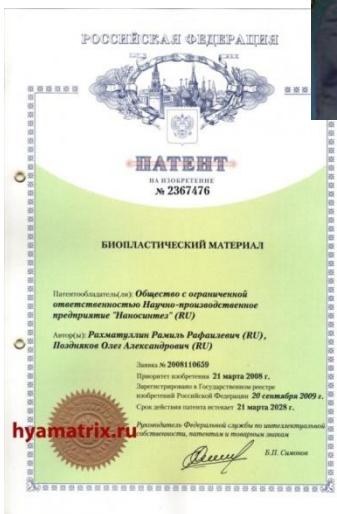 РОССИЙСКАЯ ФЕДЕРАЦИЯ
ПАТЕНТ
НА ИЗОБРЕТЕНИЕ
№ 2367476
БИОПЛАСТИЧЕСКИЙ МАТЕРИАЛ
Патентообладатель(ли): Общество с ограниченной
ответственностью Научно-производственное
предприятие "Наносинтез" (RU)
Автор(ы): Рахматуллин Рамиль Рафаилевич (RU),
Поздняков Олег Александрович (RU)
Заявка № 2008110659
Приоритет изобретения 21 марта 2008 г.
Зарегистрировано в Государственном реестре
изобретений Российской Федерации 20 сентября 2009 г.
Срок действия патента истекает 21 марта 2028 г.
hyamatrix.ru
Руководитель Федеральной службы по интеллектуальной
собственности, патентам и товарным знакам
Б.П. Симонов